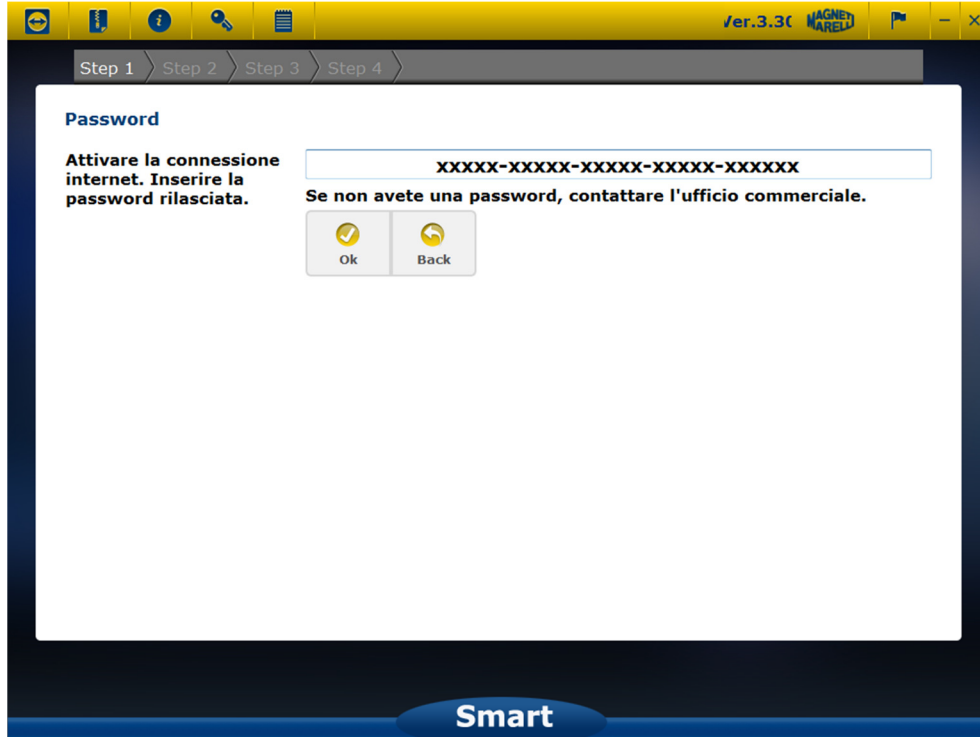 Ver.3.30
MAGNETI
MARELLI
Step 1 Step 2 Step 3 Step 4
Password
Attivare la connessione
internet. Inserire la
password rilasciata.
xxxxx-xxxxx-xxxxx-xxxxx-xxxxxx
Se non avete una password, contattare l'ufficio commerciale.
Ok Back
Smart